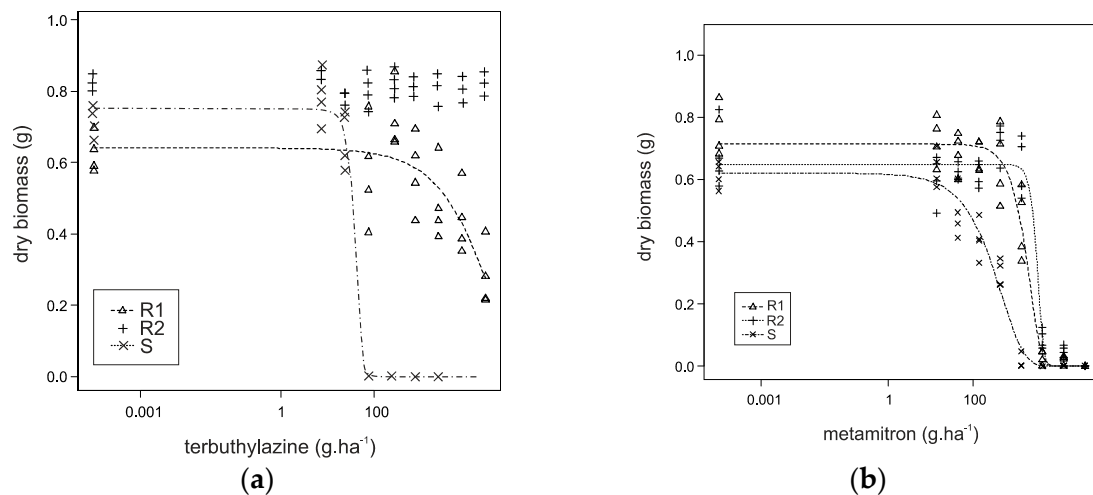 1.0
0.8
0.6
0.4
0.2
0.0
dry biomass (g)
R1
R2
S
0.001 1 100
terbuthylazine (g.ha⁻¹)
(a)
1.0
0.8
0.6
0.4
0.2
0.0
dry biomass (g)
R1
R2
S
0.001 1 100
metamitron (g.ha⁻¹)
(b)